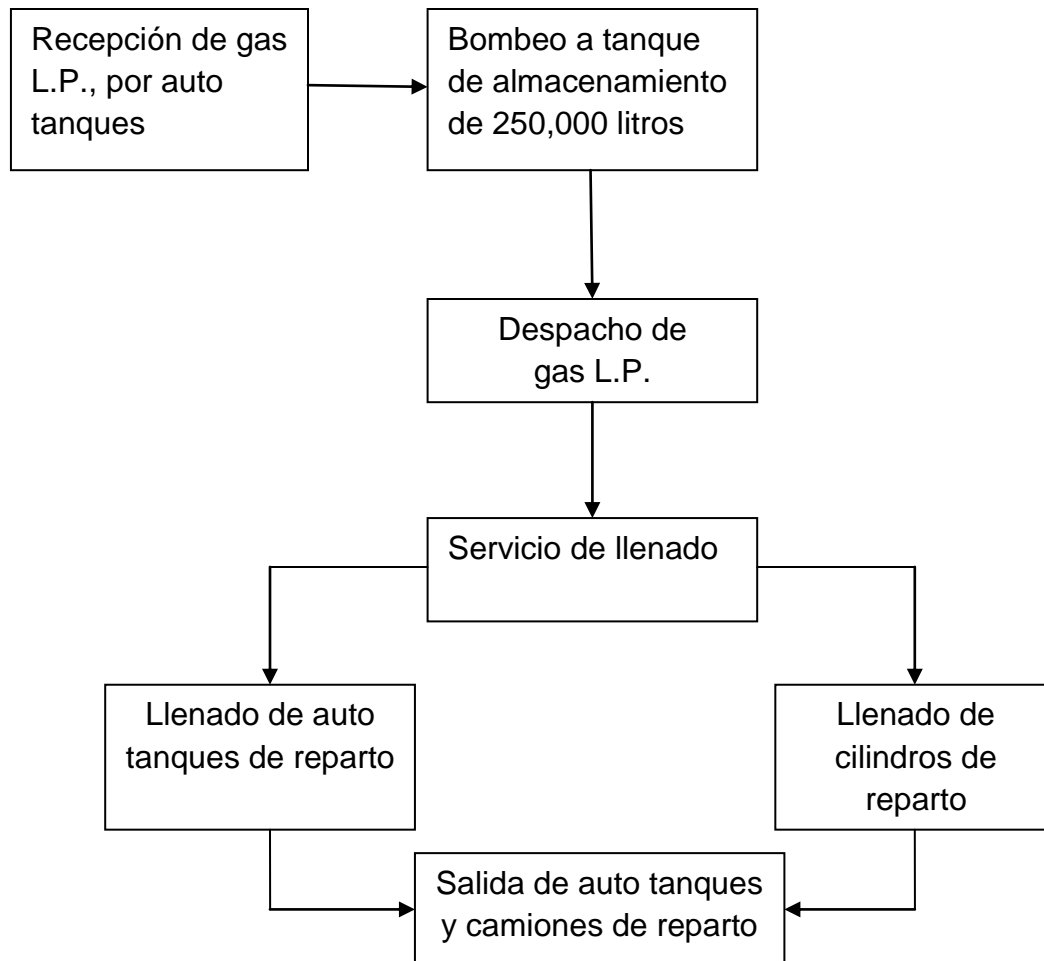 Recepción de gas
L.P., por auto
tanques
Bombeo a tanque
de almacenamiento
de 250,000 litros
Despacho de
gas L.P.
Servicio de llenado
Llenado de auto
tanques de reparto
Llenado de
cilindros de
reparto
Salida de auto tanques
y camiones de reparto